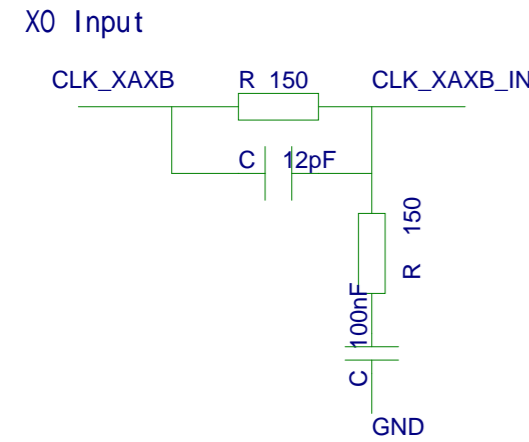 X0 Input
CLK_XAXB
R 150
CLK_XAXB_IN
C 12pF
R 150
C 100nF
GND